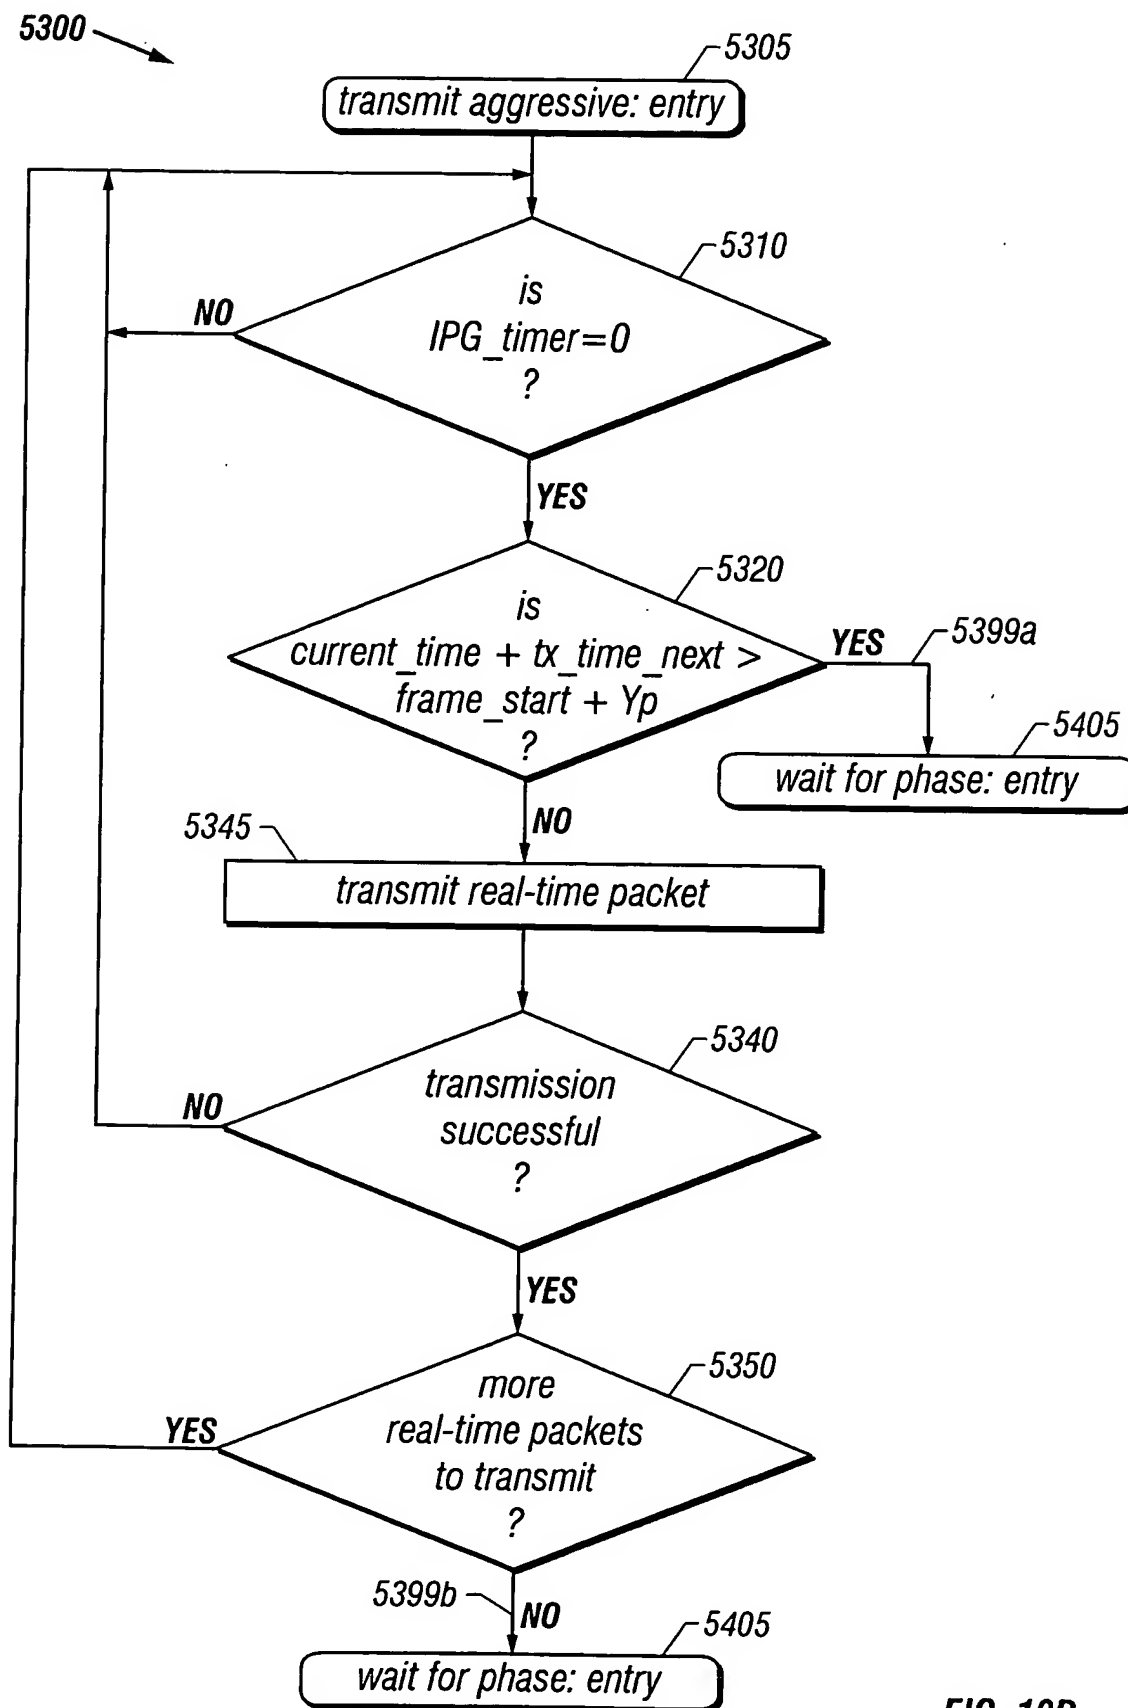 5300
5305
transmit aggressive: entry
5310
is
IPG_timer=0
?
NO
YES
5320
is
current_time + tx_time_next >
frame_start + Yp
?
YES
5399a
5405
wait for phase: entry
NO
5345
transmit real-time packet
5340
transmission
successful
?
NO
YES
5350
more
real-time packets
to transmit
?
YES
5399b
NO
5405
wait for phase: entry